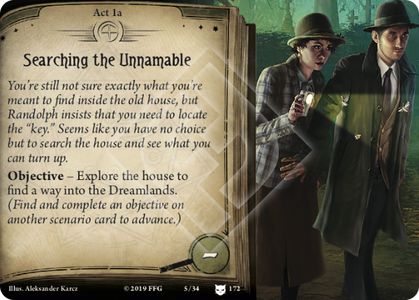 Act 1a
Searching the Unnamable
You're still not sure exactly what you're
meant to find inside the old house, but
Randolph insists that you need to locate
the "key." Seems like you have no choice
but to search the house and see what you
can turn up.
Objective – Explore the house to
find a way into the Dreamlands.
(Find and complete an objective on
another scenario card to advance.)
–
Illus. Aleksander Karcz
© 2019 FFG
5/34
172